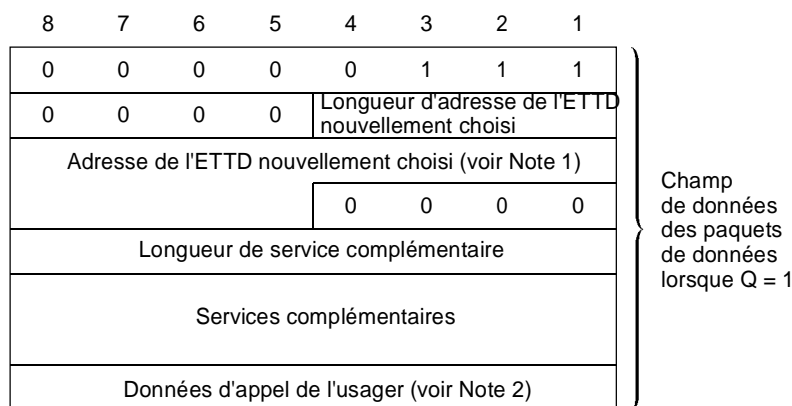 8 7 6 5 4 3 2 1
0 0 0 0 0 1 1 1
0 0 0 0 Longueur d'adresse de l'ETTD
nouvellement choisi
Adresse de l'ETTD nouvellement choisi (voir Note 1)
0 0 0 0
Longueur de service complémentaire
Services complémentaires
Données d'appel de l'usager (voir Note 2)
Champ
de données
des paquets
de données
lorsque Q = 1